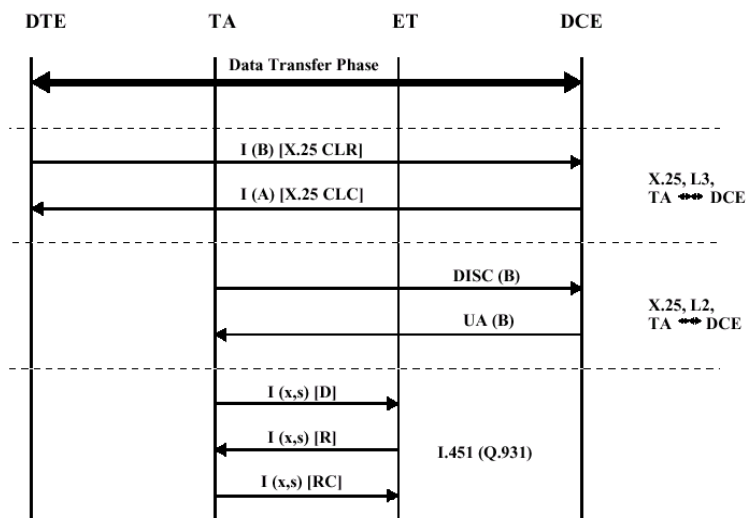 DTE TA ET DCE
Data Transfer Phase
I (B) [X.25 CLR]
I (A) [X.25 CLC]
X.25, L3,
TA ↔ DCE
DISC (B)
UA (B)
X.25, L2,
TA ↔ DCE
I (x,s) [D]
I (x,s) [R]
I.451 (Q.931)
I (x,s) [RC]